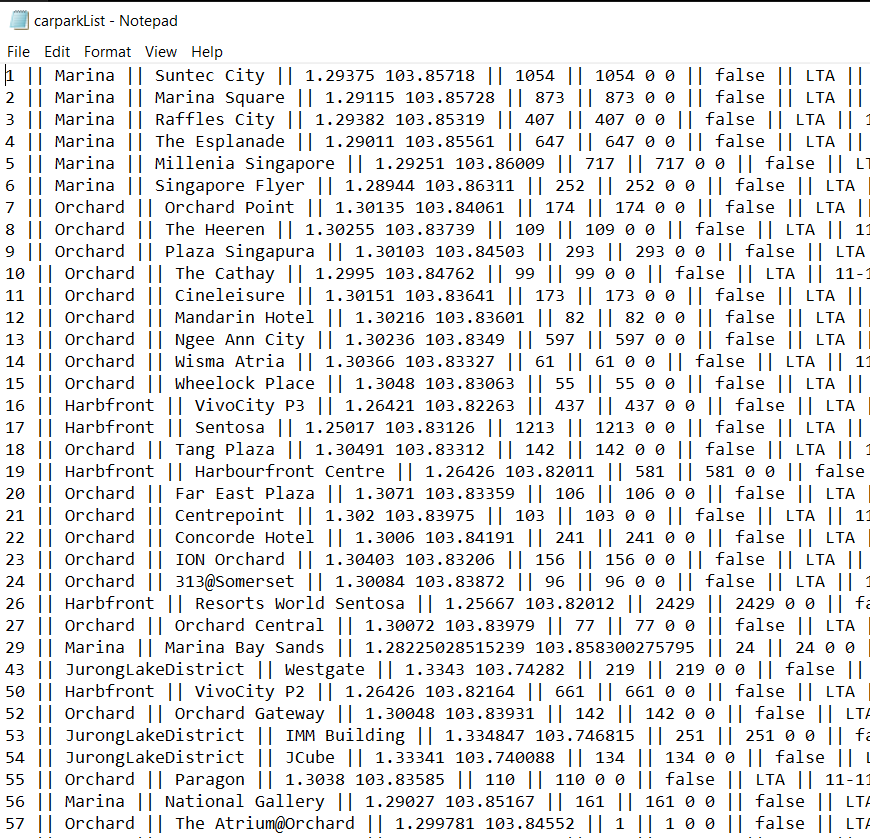 carparkList - Notepad
File Edit Format View Help
1 || Marina || Suntec City || 1.29375 103.85718 || 1054 || 1054 0 0 || false || LTA ||
2 || Marina || Marina Square || 1.29115 103.85728 || 873 || 873 0 0 || false || LTA ||
3 || Marina || Raffles City || 1.29382 103.85319 || 407 || 407 0 0 || false || LTA || 1
4 || Marina || The Esplanade || 1.29011 103.85561 || 647 || 647 0 0 || false || LTA ||
5 || Marina || Millenia Singapore || 1.29251 103.86009 || 717 || 717 0 0 || false || LT
6 || Marina || Singapore Flyer || 1.28944 103.86311 || 252 || 252 0 0 || false || LTA |
7 || Orchard || Orchard Point || 1.30135 103.84061 || 174 || 174 0 0 || false || LTA ||
8 || Orchard || The Heeren || 1.30255 103.83739 || 109 || 109 0 0 || false || LTA || 11
9 || Orchard || Plaza Singapura || 1.30103 103.84503 || 293 || 293 0 0 || false || LTA
10 || Orchard || The Cathay || 1.2995 103.84762 || 99 || 99 0 0 || false || LTA || 11-1
11 || Orchard || Cineleisure || 1.30151 103.83641 || 173 || 173 0 0 || false || LTA ||
12 || Orchard || Mandarin Hotel || 1.30216 103.83601 || 82 || 82 0 0 || false || LTA ||
13 || Orchard || Ngee Ann City || 1.30236 103.8349 || 597 || 597 0 0 || false || LTA ||
14 || Orchard || Wisma Atria || 1.30366 103.83327 || 61 || 61 0 0 || false || LTA || 11
15 || Orchard || Wheelock Place || 1.3048 103.83063 || 55 || 55 0 0 || false || LTA ||
16 || Harbfront || VivoCity P3 || 1.26421 103.82263 || 437 || 437 0 0 || false || LTA |
17 || Harbfront || Sentosa || 1.25017 103.83126 || 1213 || 1213 0 0 || false || LTA ||
18 || Orchard || Tang Plaza || 1.30491 103.83312 || 142 || 142 0 0 || false || LTA || 1
19 || Harbfront || Harbourfront Centre || 1.26426 103.82011 || 581 || 581 0 0 || false
20 || Orchard || Far East Plaza || 1.3071 103.83359 || 106 || 106 0 0 || false || LTA |
21 || Orchard || Centrepoint || 1.302 103.83975 || 103 || 103 0 0 || false || LTA || 11
22 || Orchard || Concorde Hotel || 1.3006 103.84191 || 241 || 241 0 0 || false || LTA |
23 || Orchard || ION Orchard || 1.30403 103.83206 || 156 || 156 0 0 || false || LTA ||
24 || Orchard || 313@Somerset || 1.30084 103.83872 || 96 || 96 0 0 || false || LTA || 1
26 || Harbfront || Resorts World Sentosa || 1.25667 103.82012 || 2429 || 2429 0 0 || fa
27 || Orchard || Orchard Central || 1.30072 103.83979 || 77 || 77 0 0 || false || LTA |
29 || Marina || Marina Bay Sands || 1.28225028515239 103.858300275795 || 24 || 24 0 0 |
43 || JurongLakeDistrict || Westgate || 1.3343 103.74282 || 219 || 219 0 0 || false ||
50 || Harbfront || VivoCity P2 || 1.26426 103.82164 || 661 || 661 0 0 || false || LTA |
52 || Orchard || Orchard Gateway || 1.30048 103.83931 || 142 || 142 0 0 || false || LTA
53 || JurongLakeDistrict || IMM Building || 1.334847 103.746815 || 251 || 251 0 0 || fa
54 || JurongLakeDistrict || JCube || 1.33341 103.740088 || 134 || 134 0 0 || false || L
55 || Orchard || Paragon || 1.3038 103.83585 || 110 || 110 0 0 || false || LTA || 11-11
56 || Marina || National Gallery || 1.29027 103.85167 || 161 || 161 0 0 || false || LTA
57 || Orchard || The Atrium@Orchard || 1.299781 103.84552 || 1 || 1 0 0 || false || LTA